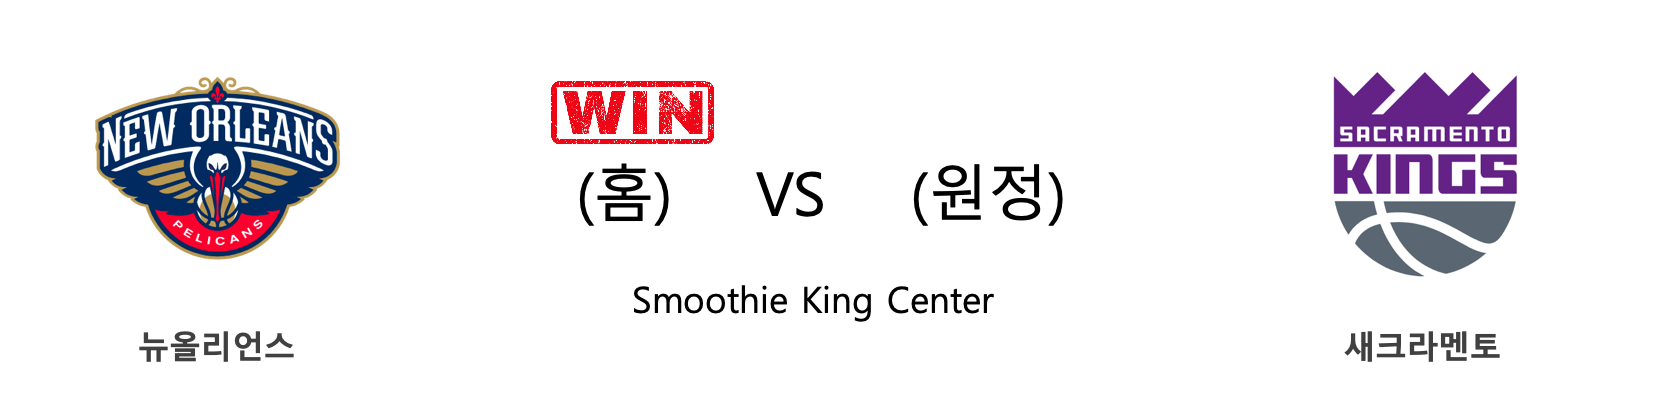 NEW ORLEANS
PELICANS
뉴올리언스
WIN
(홈) VS (원정)
Smoothie King Center
SACRAMENTO
KINGS
새크라멘토